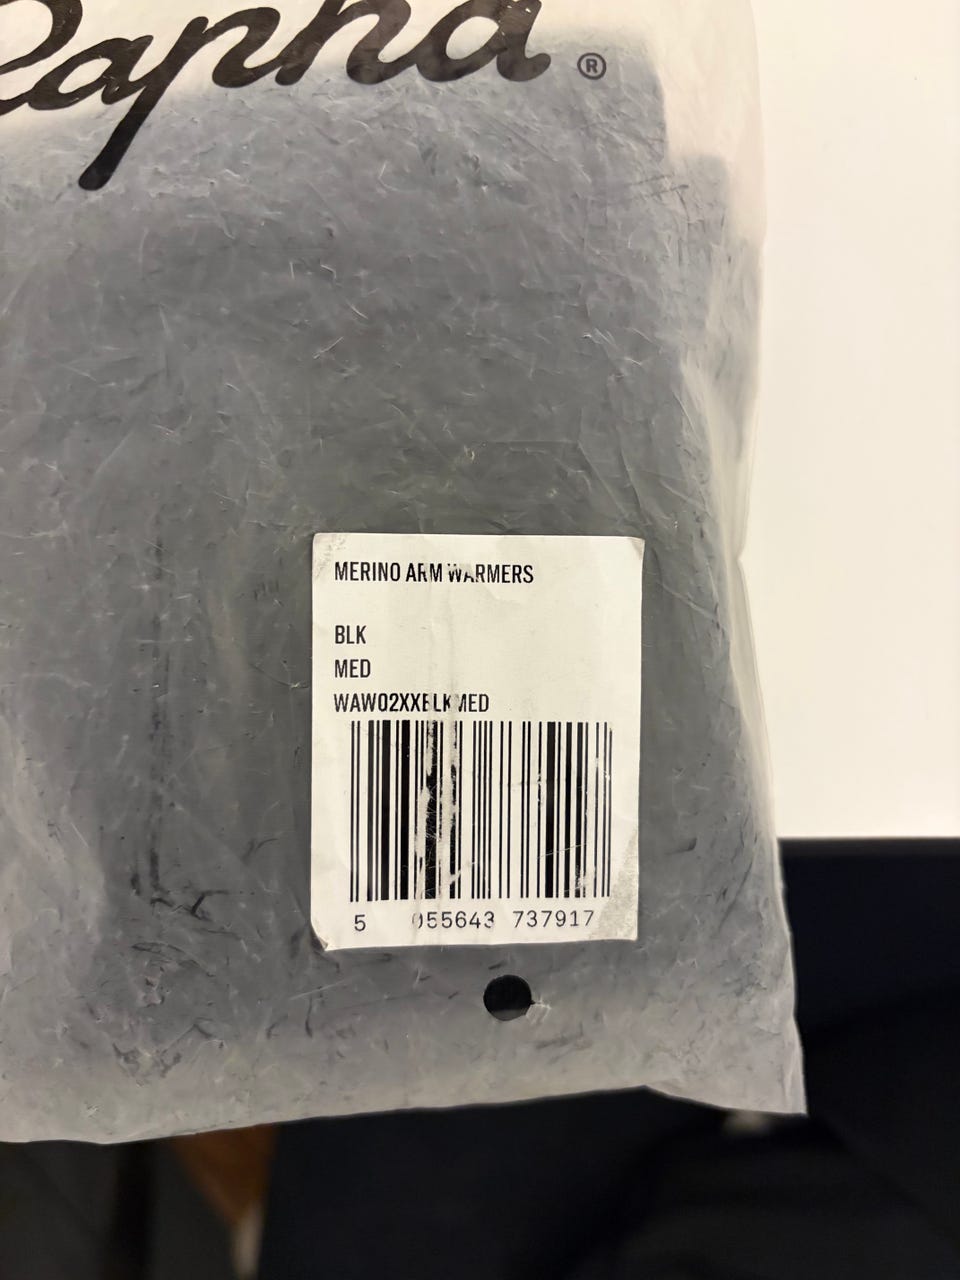 Rapha®
MERINO ARM WARMERS
BLK
MED
WAW02XXBLKMED
5 055643 737917